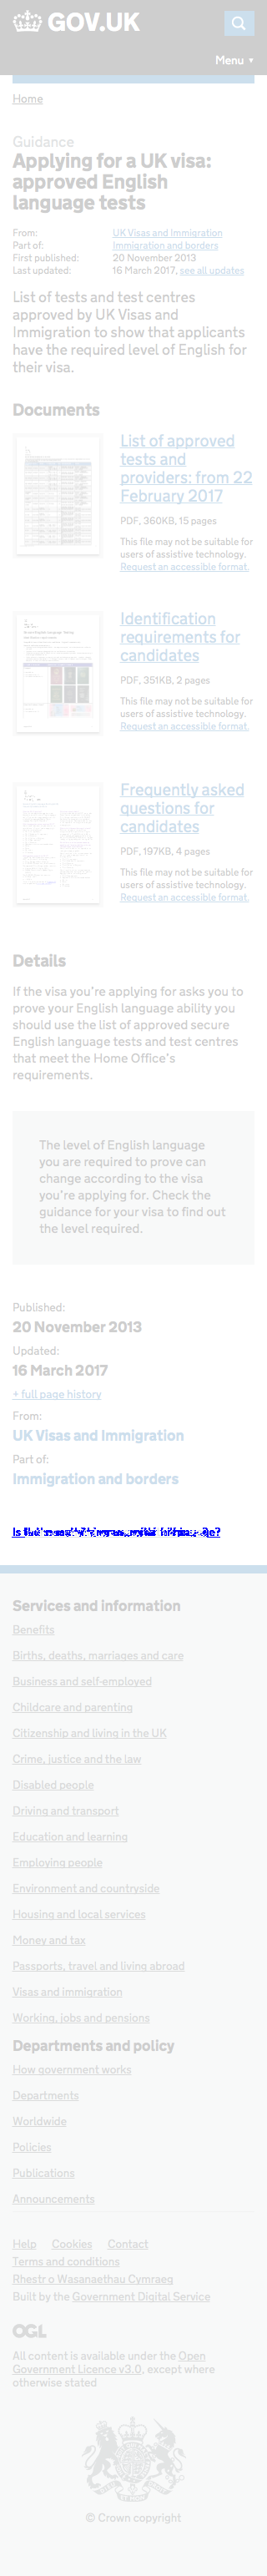 GOV.UK
Menu ▼
Home
Guidance
Applying for a UK visa:
approved English
language tests
From: UK Visas and Immigration
Part of: Immigration and borders
First published: 20 November 2013
Last updated: 16 March 2017, see all updates
List of tests and test centres
approved by UK Visas and
Immigration to show that applicants
have the required level of English for
their visa.
Documents
List of approved
tests and
providers: from 22
February 2017
PDF, 360KB, 15 pages
This file may not be suitable for
users of assistive technology.
Request an accessible format.
Identification
requirements for
candidates
PDF, 351KB, 2 pages
This file may not be suitable for
users of assistive technology.
Request an accessible format.
Frequently asked
questions for
candidates
PDF, 197KB, 4 pages
This file may not be suitable for
users of assistive technology.
Request an accessible format.
Details
If the visa you’re applying for asks you to
prove your English language ability you
should use the list of approved secure
English language tests and test centres
that meet the Home Office’s
requirements.
The level of English language
you are required to prove can
change according to the visa
you’re applying for. Check the
guidance for your visa to find out
the level required.
Published:
20 November 2013
Updated:
16 March 2017
+ full page history
From:
UK Visas and Immigration
Part of:
Immigration and borders
Services and information
Benefits
Births, deaths, marriages and care
Business and self-employed
Childcare and parenting
Citizenship and living in the UK
Crime, justice and the law
Disabled people
Driving and transport
Education and learning
Employing people
Environment and countryside
Housing and local services
Money and tax
Passports, travel and living abroad
Visas and immigration
Working, jobs and pensions
Departments and policy
How government works
Departments
Worldwide
Policies
Publications
Announcements
Help Cookies Contact
Terms and conditions
Rhestr o Wasanaethau Cymraeg
Built by the Government Digital Service
OGL
All content is available under the Open
Government Licence v3.0, except where
otherwise stated
© Crown copyright